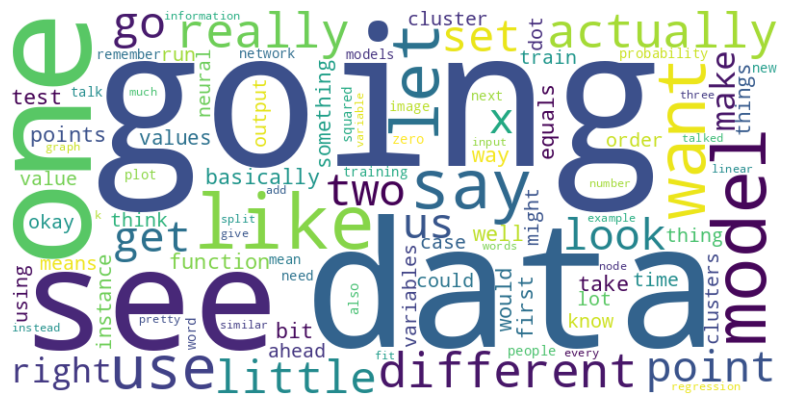 information
go
really
cluster
set
dot
actually
remember
run
network
models
let
train
probability
new
one
going
talk
much
neural
output
something
image
squared
variable
next
x
equals
want
make
things
three
test
points
values
zero
way
order
talked
graph
value
plot
basically
training
input
thing
linear
k
add
two
say
number
model
okay
think
split
like
us
well
might
look
example
get
give
case
words
means
function
mean
variables
could
would
first
take
node
time
clusters
using
instance
see
need
data
also
lot
know
instead
pretty
word
similar
bit
ahead
fit
people
every
right
use
little
different
point
regression